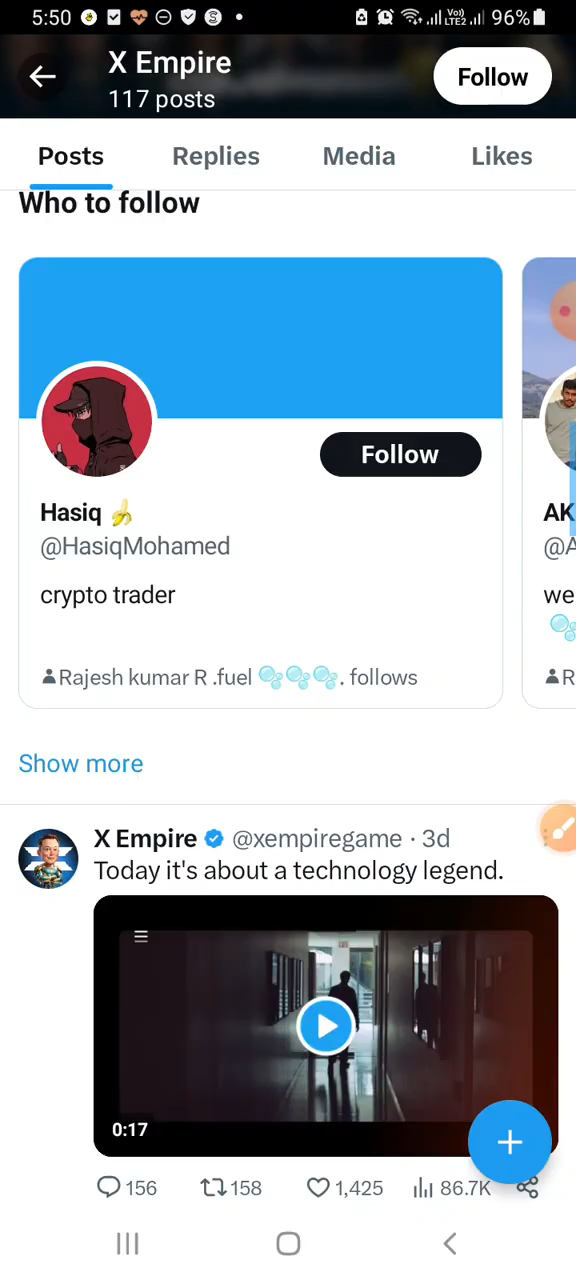 5:50 96%
X Empire
117 posts
Follow
Posts Replies Media Likes
Who to follow
Follow
Hasiq 🍌
@HasiqMohamed
crypto trader
Rajesh kumar R .fuel 🫧🫧🫧. follows
AK
@A
we
🫧
R
Show more
X Empire @xempiregame · 3d
Today it's about a technology legend.
0:17
156 158 1,425 86.7K